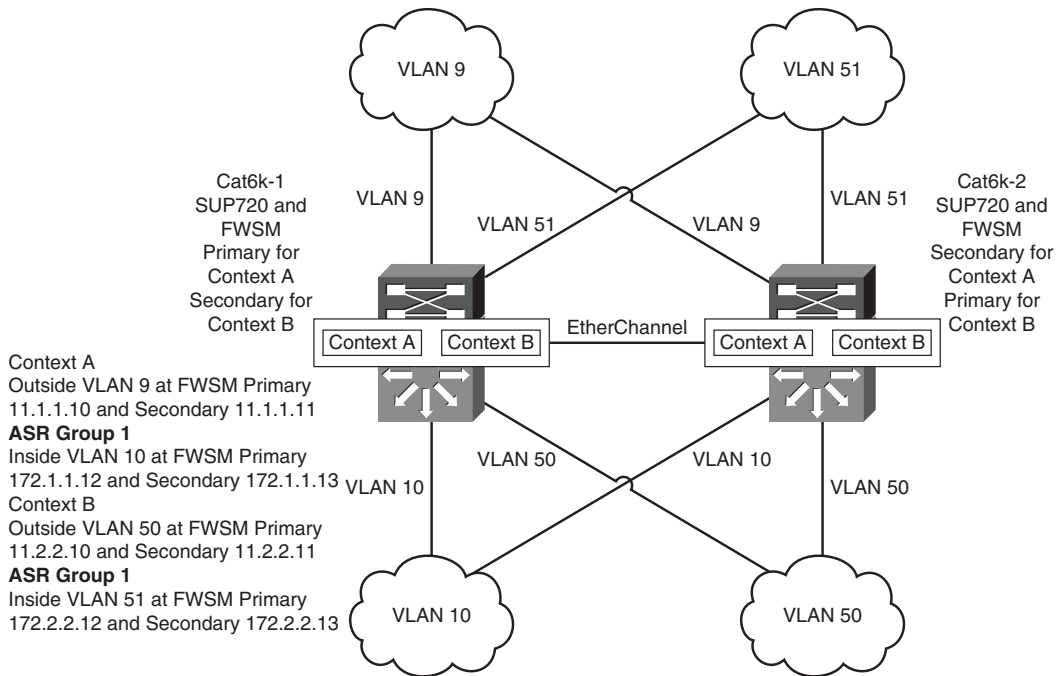 VLAN 9
VLAN 51
Cat6k-1
SUP720 and
FWSM
Primary for
Context A
Secondary for
Context B
VLAN 9
VLAN 51
VLAN 9
VLAN 51
Cat6k-2
SUP720 and
FWSM
Secondary for
Context A
Primary for
Context B
Context A
Context B
EtherChannel
Context A
Context B
Context A
Outside VLAN 9 at FWSM Primary
11.1.1.10 and Secondary 11.1.1.11
ASR Group 1
Inside VLAN 10 at FWSM Primary
172.1.1.12 and Secondary 172.1.1.13
Context B
Outside VLAN 50 at FWSM Primary
11.2.2.10 and Secondary 11.2.2.11
ASR Group 1
Inside VLAN 51 at FWSM Primary
172.2.2.12 and Secondary 172.2.2.13
VLAN 10
VLAN 50
VLAN 10
VLAN 50
VLAN 10
VLAN 50